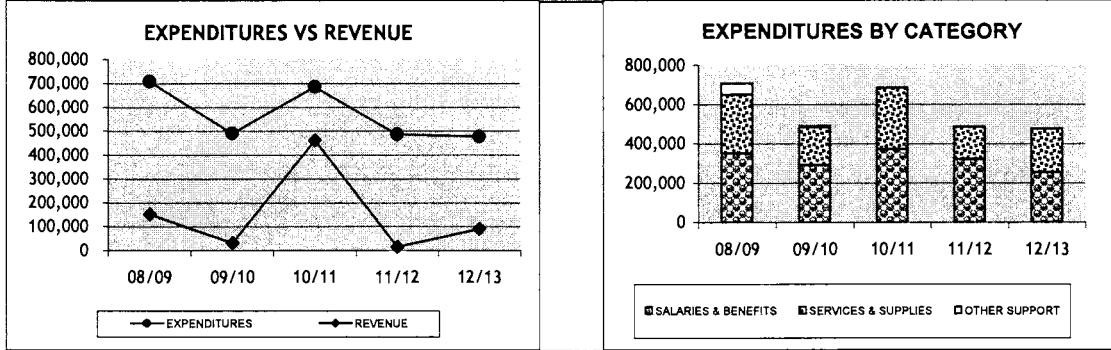 EXPENDITURES VS REVENUE
800,000
700,000
600,000
500,000
400,000
300,000
200,000
100,000
0
08/09 09/10 10/11 11/12 12/13
EXPENDITURES REVENUE
EXPENDITURES BY CATEGORY
800,000
600,000
400,000
200,000
0
08/09 09/10 10/11 11/12 12/13
SALARIES & BENEFITS SERVICES & SUPPLIES OTHER SUPPORT